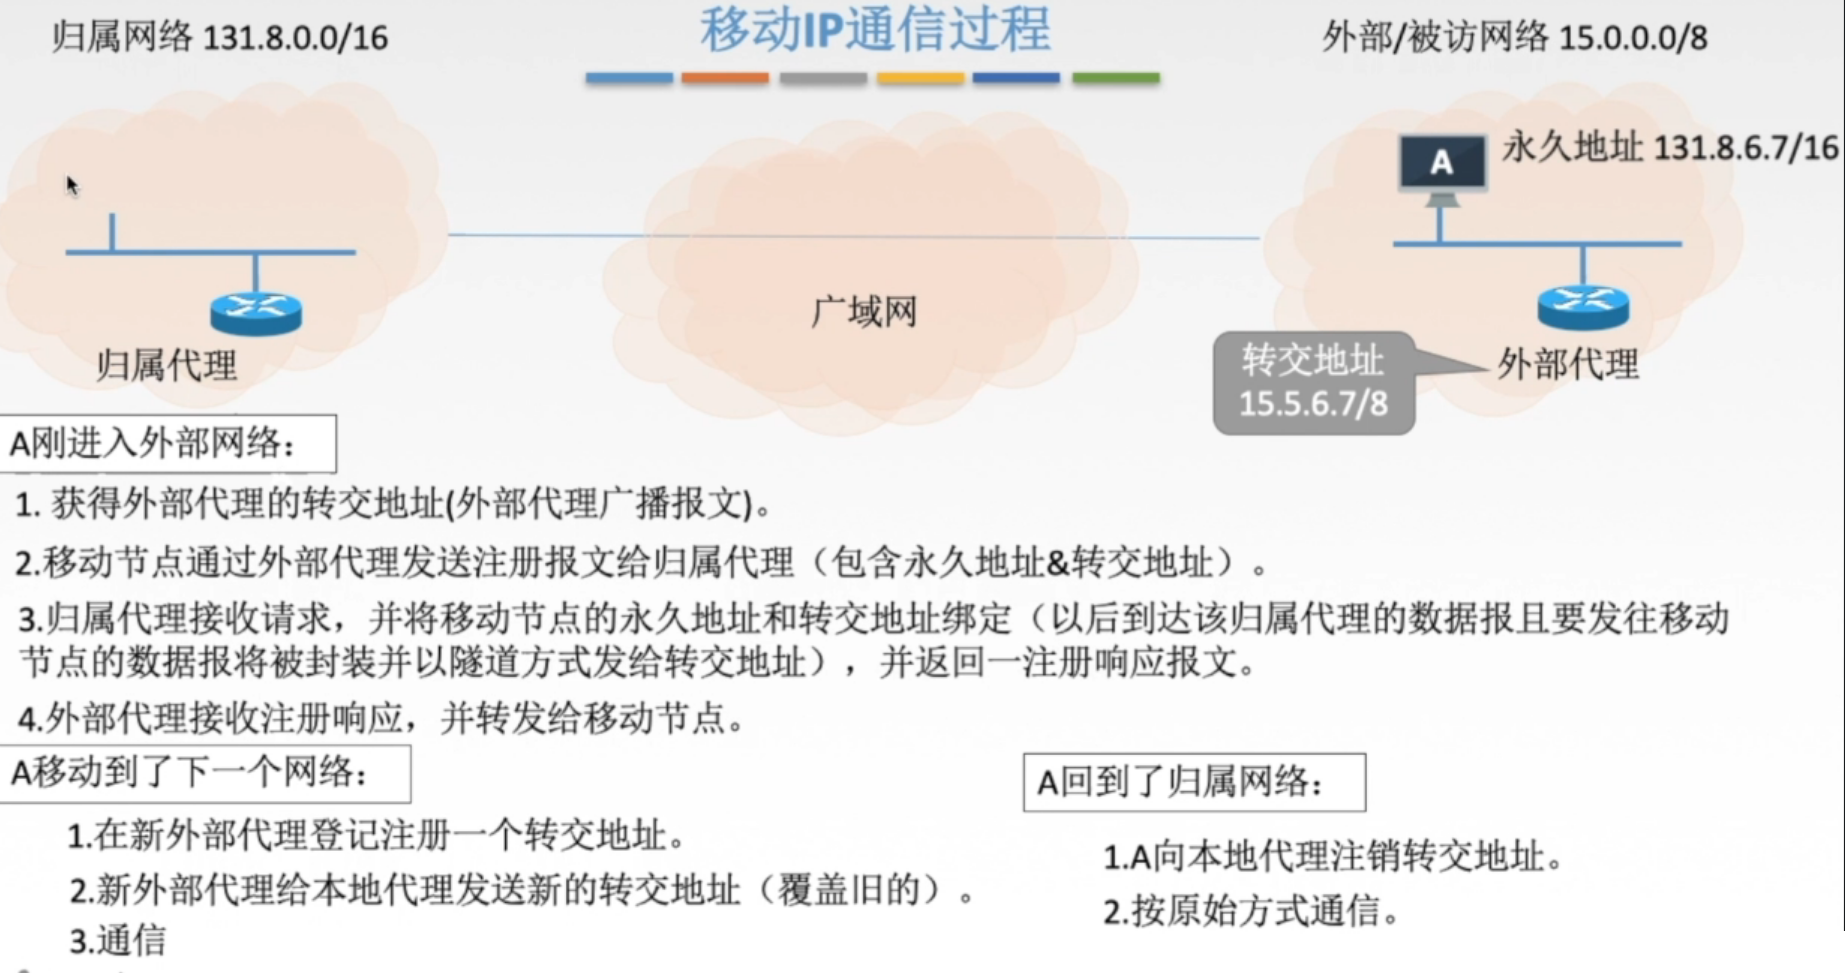 移动IP通信过程
归属网络 131.8.0.0/16
外部/被访网络 15.0.0.0/8
A
永久地址 131.8.6.7/16
广域网
归属代理
转交地址
15.5.6.7/8
外部代理
A刚进入外部网络：
1. 获得外部代理的转交地址(外部代理广播报文)。
2.移动节点通过外部代理发送注册报文给归属代理（包含永久地址&转交地址）。
3.归属代理接收请求，并将移动节点的永久地址和转交地址绑定（以后到达该归属代理的数据报且要发往移动
节点的数据报将被封装并以隧道方式发给转交地址），并返回一注册响应报文。
4.外部代理接收注册响应，并转发给移动节点。
A移动到了下一个网络：
1.在新外部代理登记注册一个转交地址。
2.新外部代理给本地代理发送新的转交地址（覆盖旧的）。
3.通信
A回到了归属网络：
1.A向本地代理注销转交地址。
2.按原始方式通信。